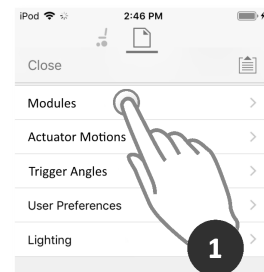 iPod 2:46 PM
Close
Modules
Actuator Motions
Trigger Angles
User Preferences
Lighting
1